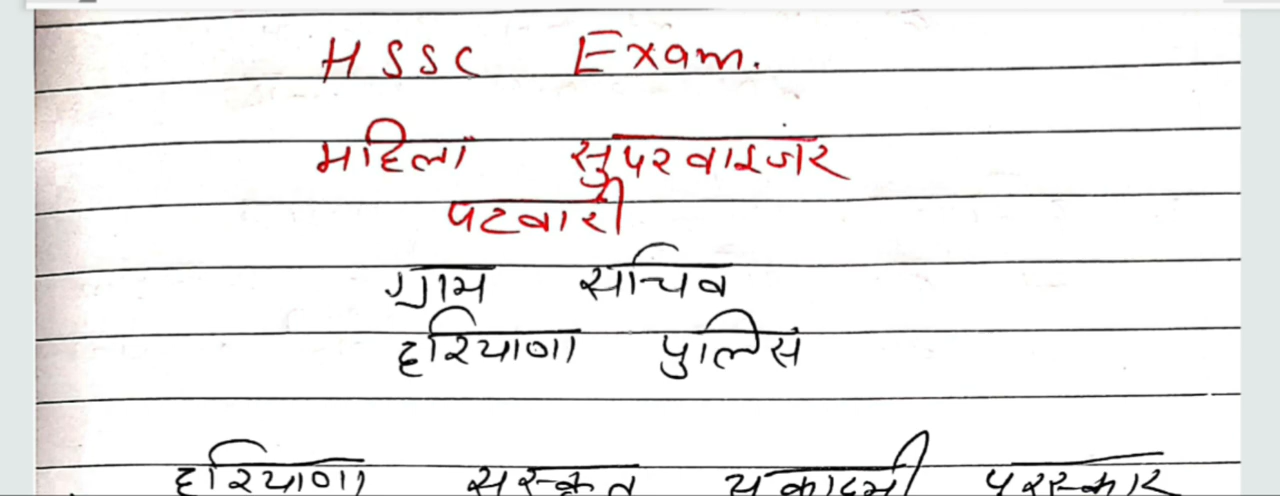 HSSC Exam.
महिला सुपरवाइजर
पटवारी
ग्राम सचिव
हरियाणा पुलिस
हरियाणा संस्कृत अकादमी पुरस्कार